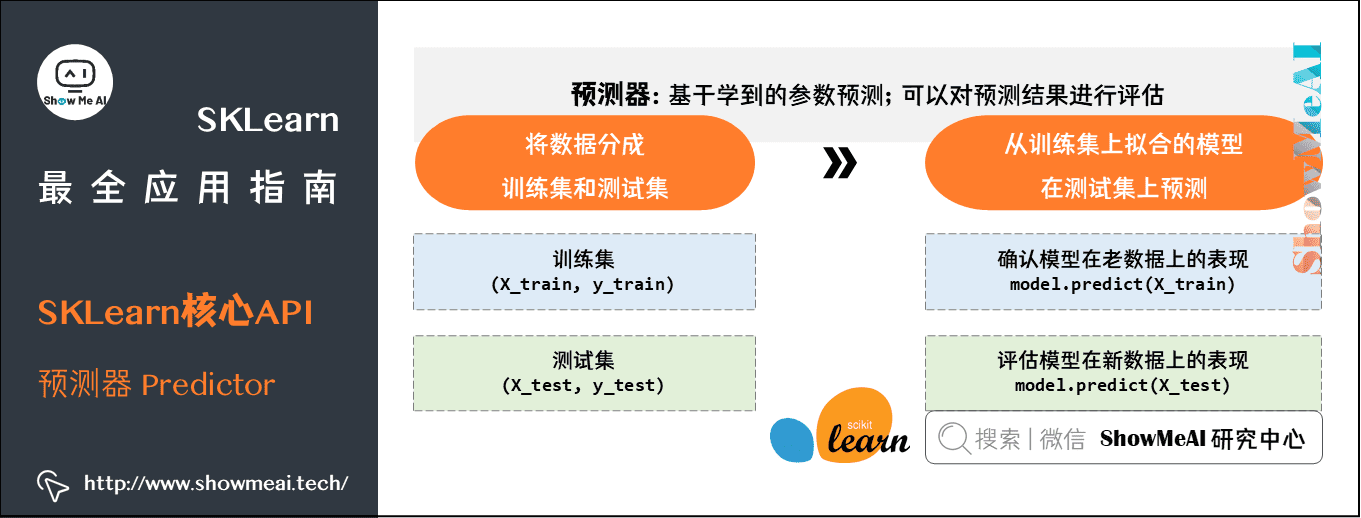 Show Me AI
SKLearn
最全应用指南
SKLearn核心API
预测器 Predictor
http://www.showmeai.tech/
预测器: 基于学到的参数预测; 可以对预测结果进行评估
将数据分成
训练集和测试集
»
从训练集上拟合的模型
在测试集上预测
训练集
(X_train, y_train)
确认模型在老数据上的表现
model.predict(X_train)
测试集
(X_test, y_test)
评估模型在新数据上的表现
model.predict(X_test)
scikit
learn
搜索 | 微信 ShowMeAI 研究中心
ShowMeAI